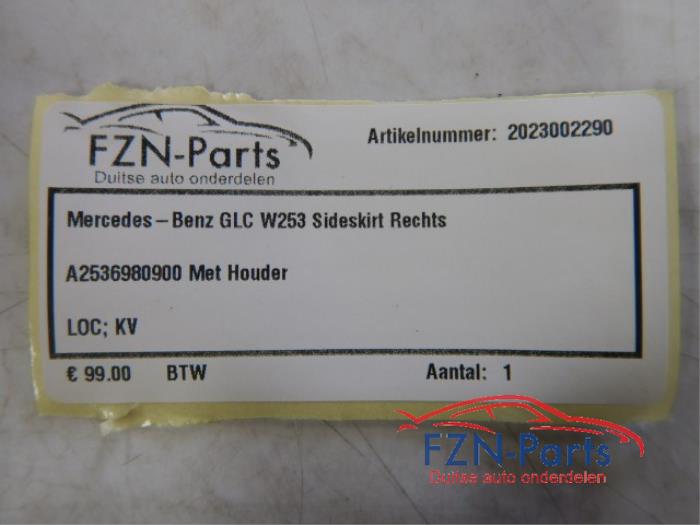 FZN-Parts
Duitse auto onderdelen
Artikelnummer: 2023002290
Mercedes-Benz GLC W253 Sideskirt Rechts
A2536980900 Met Houder
LOC; KV
€ 99.00 BTW Aantal: 1
FZN-Parts
Duitse auto onderdelen